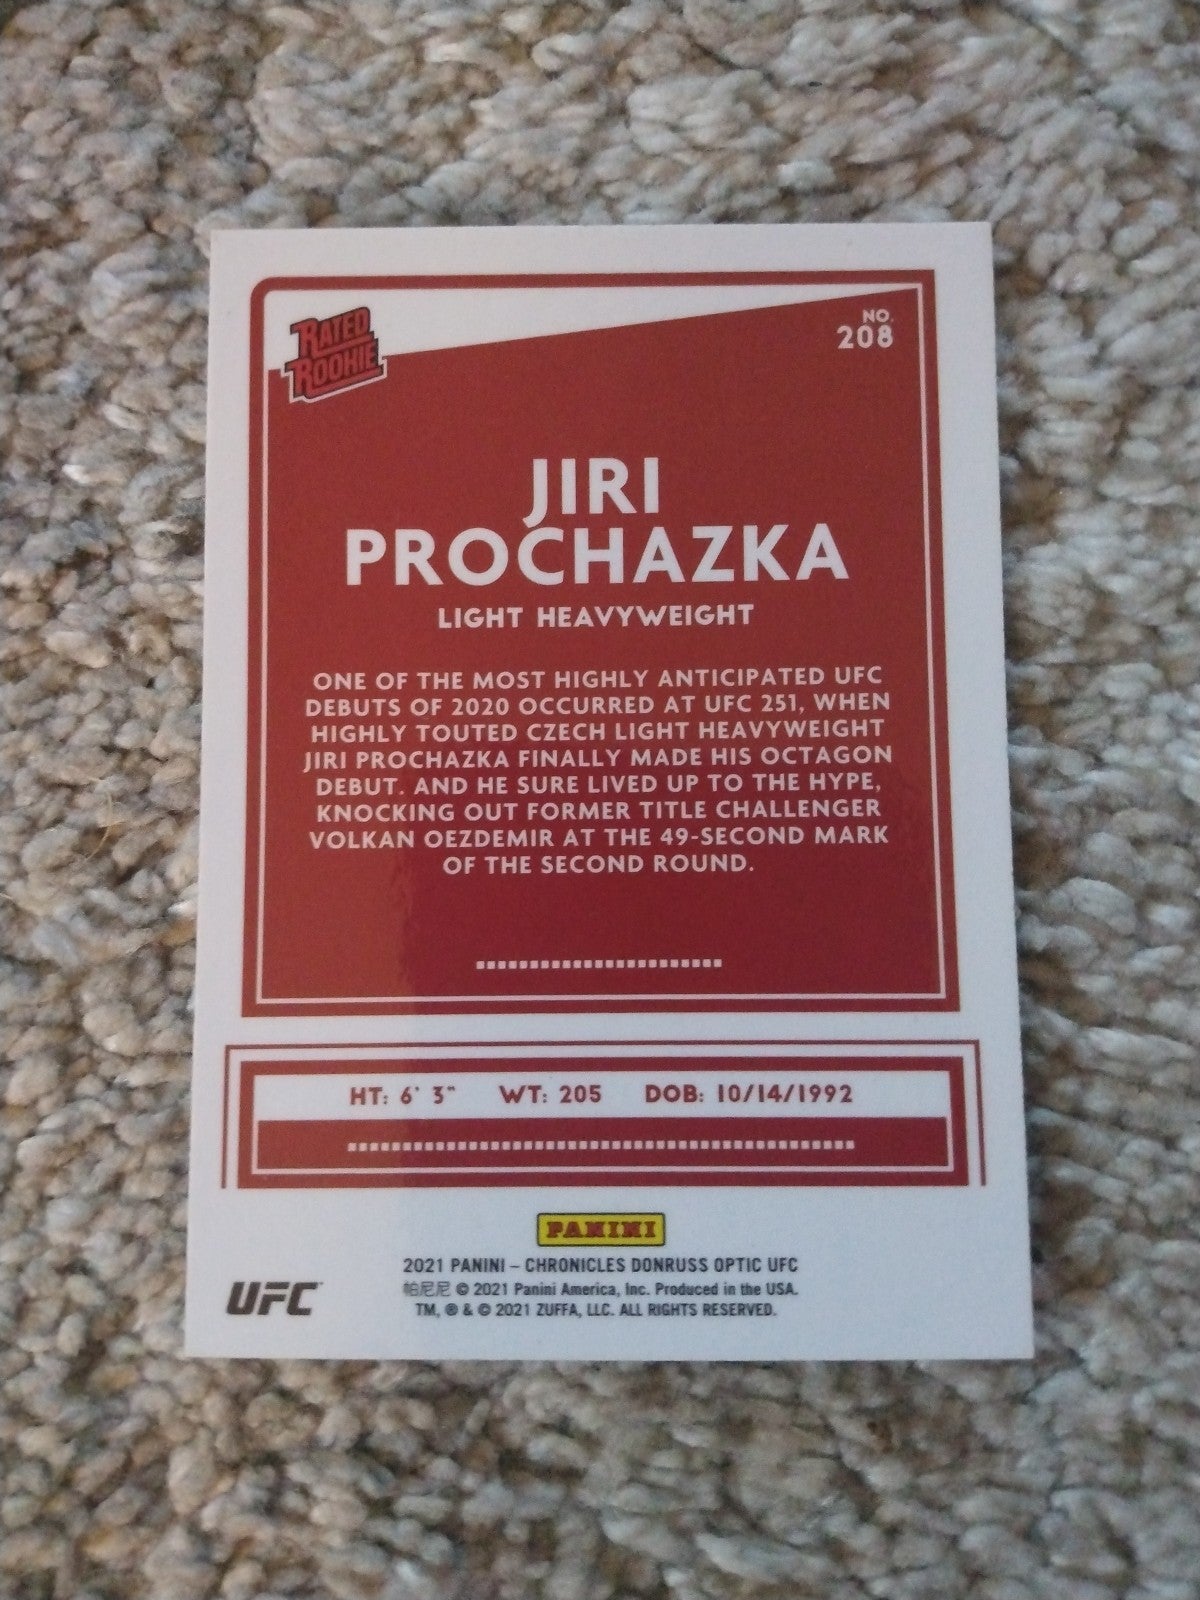 RATED
ROOKIE
NO.
208
JIRI
PROCHAZKA
LIGHT HEAVYWEIGHT
ONE OF THE MOST HIGHLY ANTICIPATED UFC
DEBUTS OF 2020 OCCURRED AT UFC 251, WHEN
HIGHLY TOUTED CZECH LIGHT HEAVYWEIGHT
JIRI PROCHAZKA FINALLY MADE HIS OCTAGON
DEBUT. AND HE SURE LIVED UP TO THE HYPE,
KNOCKING OUT FORMER TITLE CHALLENGER
VOLKAN OEZDEMIR AT THE 49-SECOND MARK
OF THE SECOND ROUND.
HT: 6' 3" WT: 205 DOB: 10/14/1992
PANINI
2021 PANINI – CHRONICLES DONRUSS OPTIC UFC
帕尼尼 © 2021 Panini America, Inc. Produced in the USA.
TM, ® & © 2021 ZUFFA, LLC. ALL RIGHTS RESERVED.
UFC